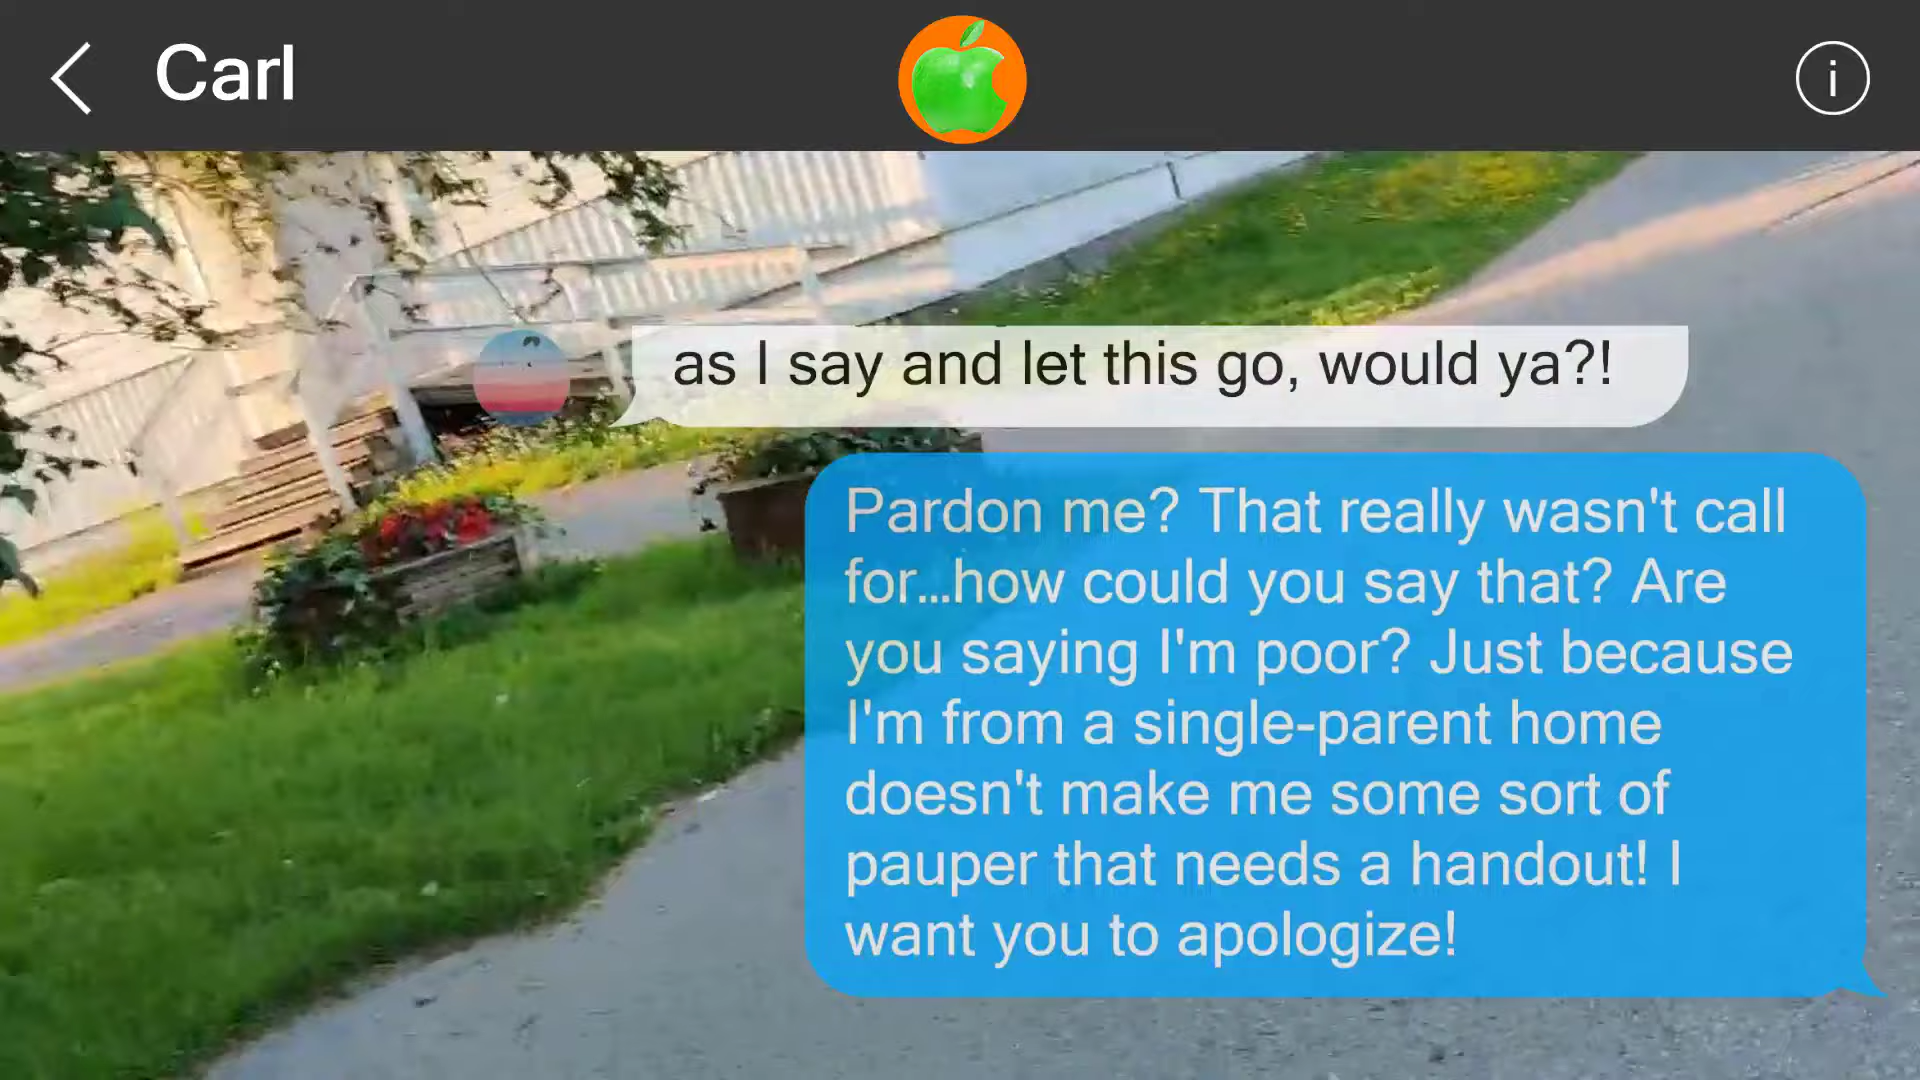 Carl
i
as I say and let this go, would ya?!
Pardon me? That really wasn't call
for...how could you say that? Are
you saying I'm poor? Just because
I'm from a single-parent home
doesn't make me some sort of
pauper that needs a handout! I
want you to apologize!